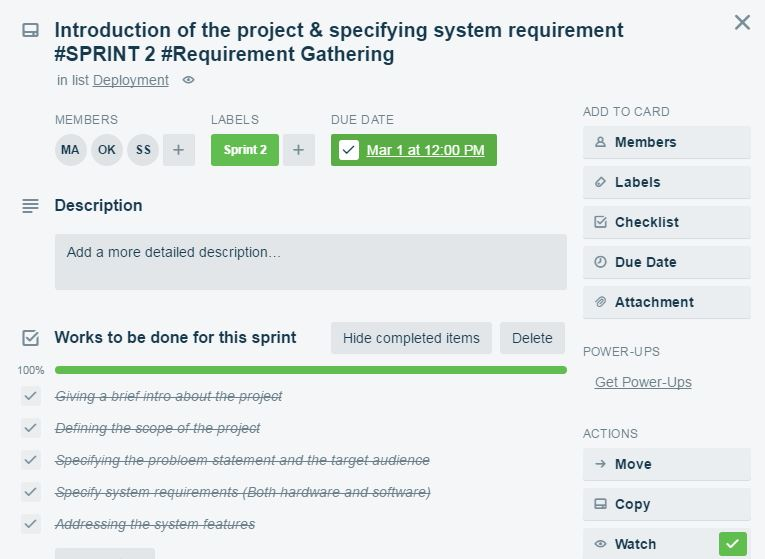 Introduction of the project & specifying system requirement
#SPRINT 2 #Requirement Gathering
in list Deployment
MEMBERS
LABELS
DUE DATE
MA
OK
SS
+
Sprint 2
+
Mar 1 at 12:00 PM
Description
Add a more detailed description…
Works to be done for this sprint
Hide completed items
Delete
100%
Giving a brief intro about the project
Defining the scope of the project
Specifying the probloem statement and the target audience
Specify system requirements (Both hardware and software)
Addressing the system features
ADD TO CARD
Members
Labels
Checklist
Due Date
Attachment
POWER-UPS
Get Power-Ups
ACTIONS
Move
Copy
Watch